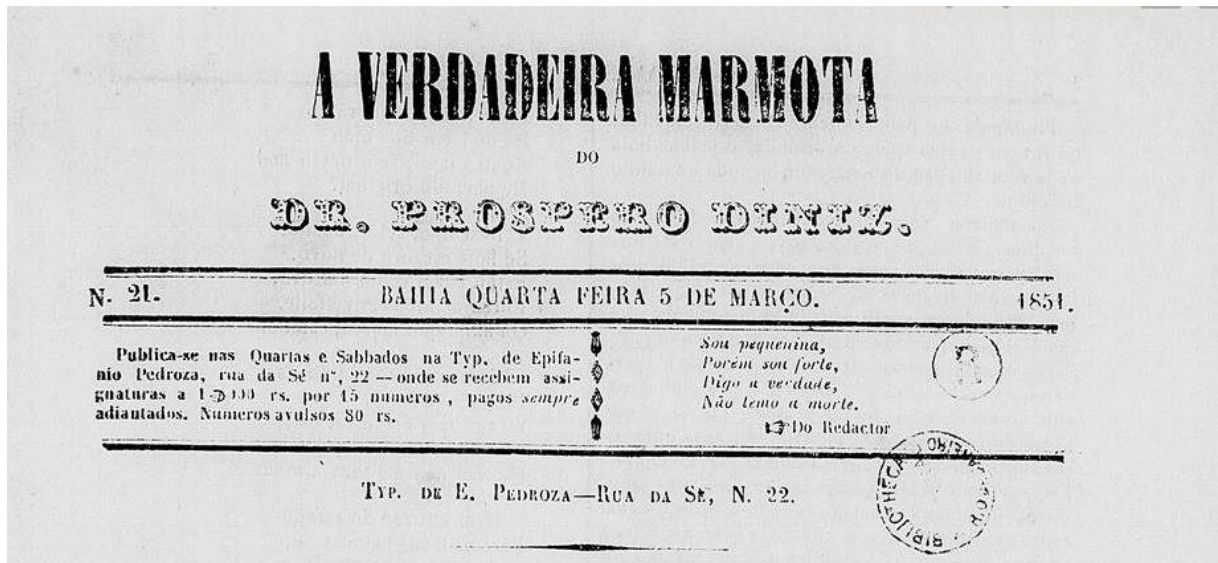 A VERDADEIRA MARMOTA
DO
DR. PROSPERO DINIZ.
N. 21. BAHIA QUARTA FEIRA 5 DE MARÇO. 1851.
Publica-se nas Quartas e Sabbados na Typ. de Epifa-
nio Pedroza, rua da Sé nº, 22 — onde se recebem assi-
gnaturas a rs. por 15 numeros, pagos sempre
adiantados. Numeros avulsos 80 rs.
Sou pequenina,
Porém sou forte,
Digo a verdade,
Não temo a morte.
☞Do Redactor
TYP. DE E. PEDROZA—RUA DA SÉ, N. 22.
BIBLIOTHECA